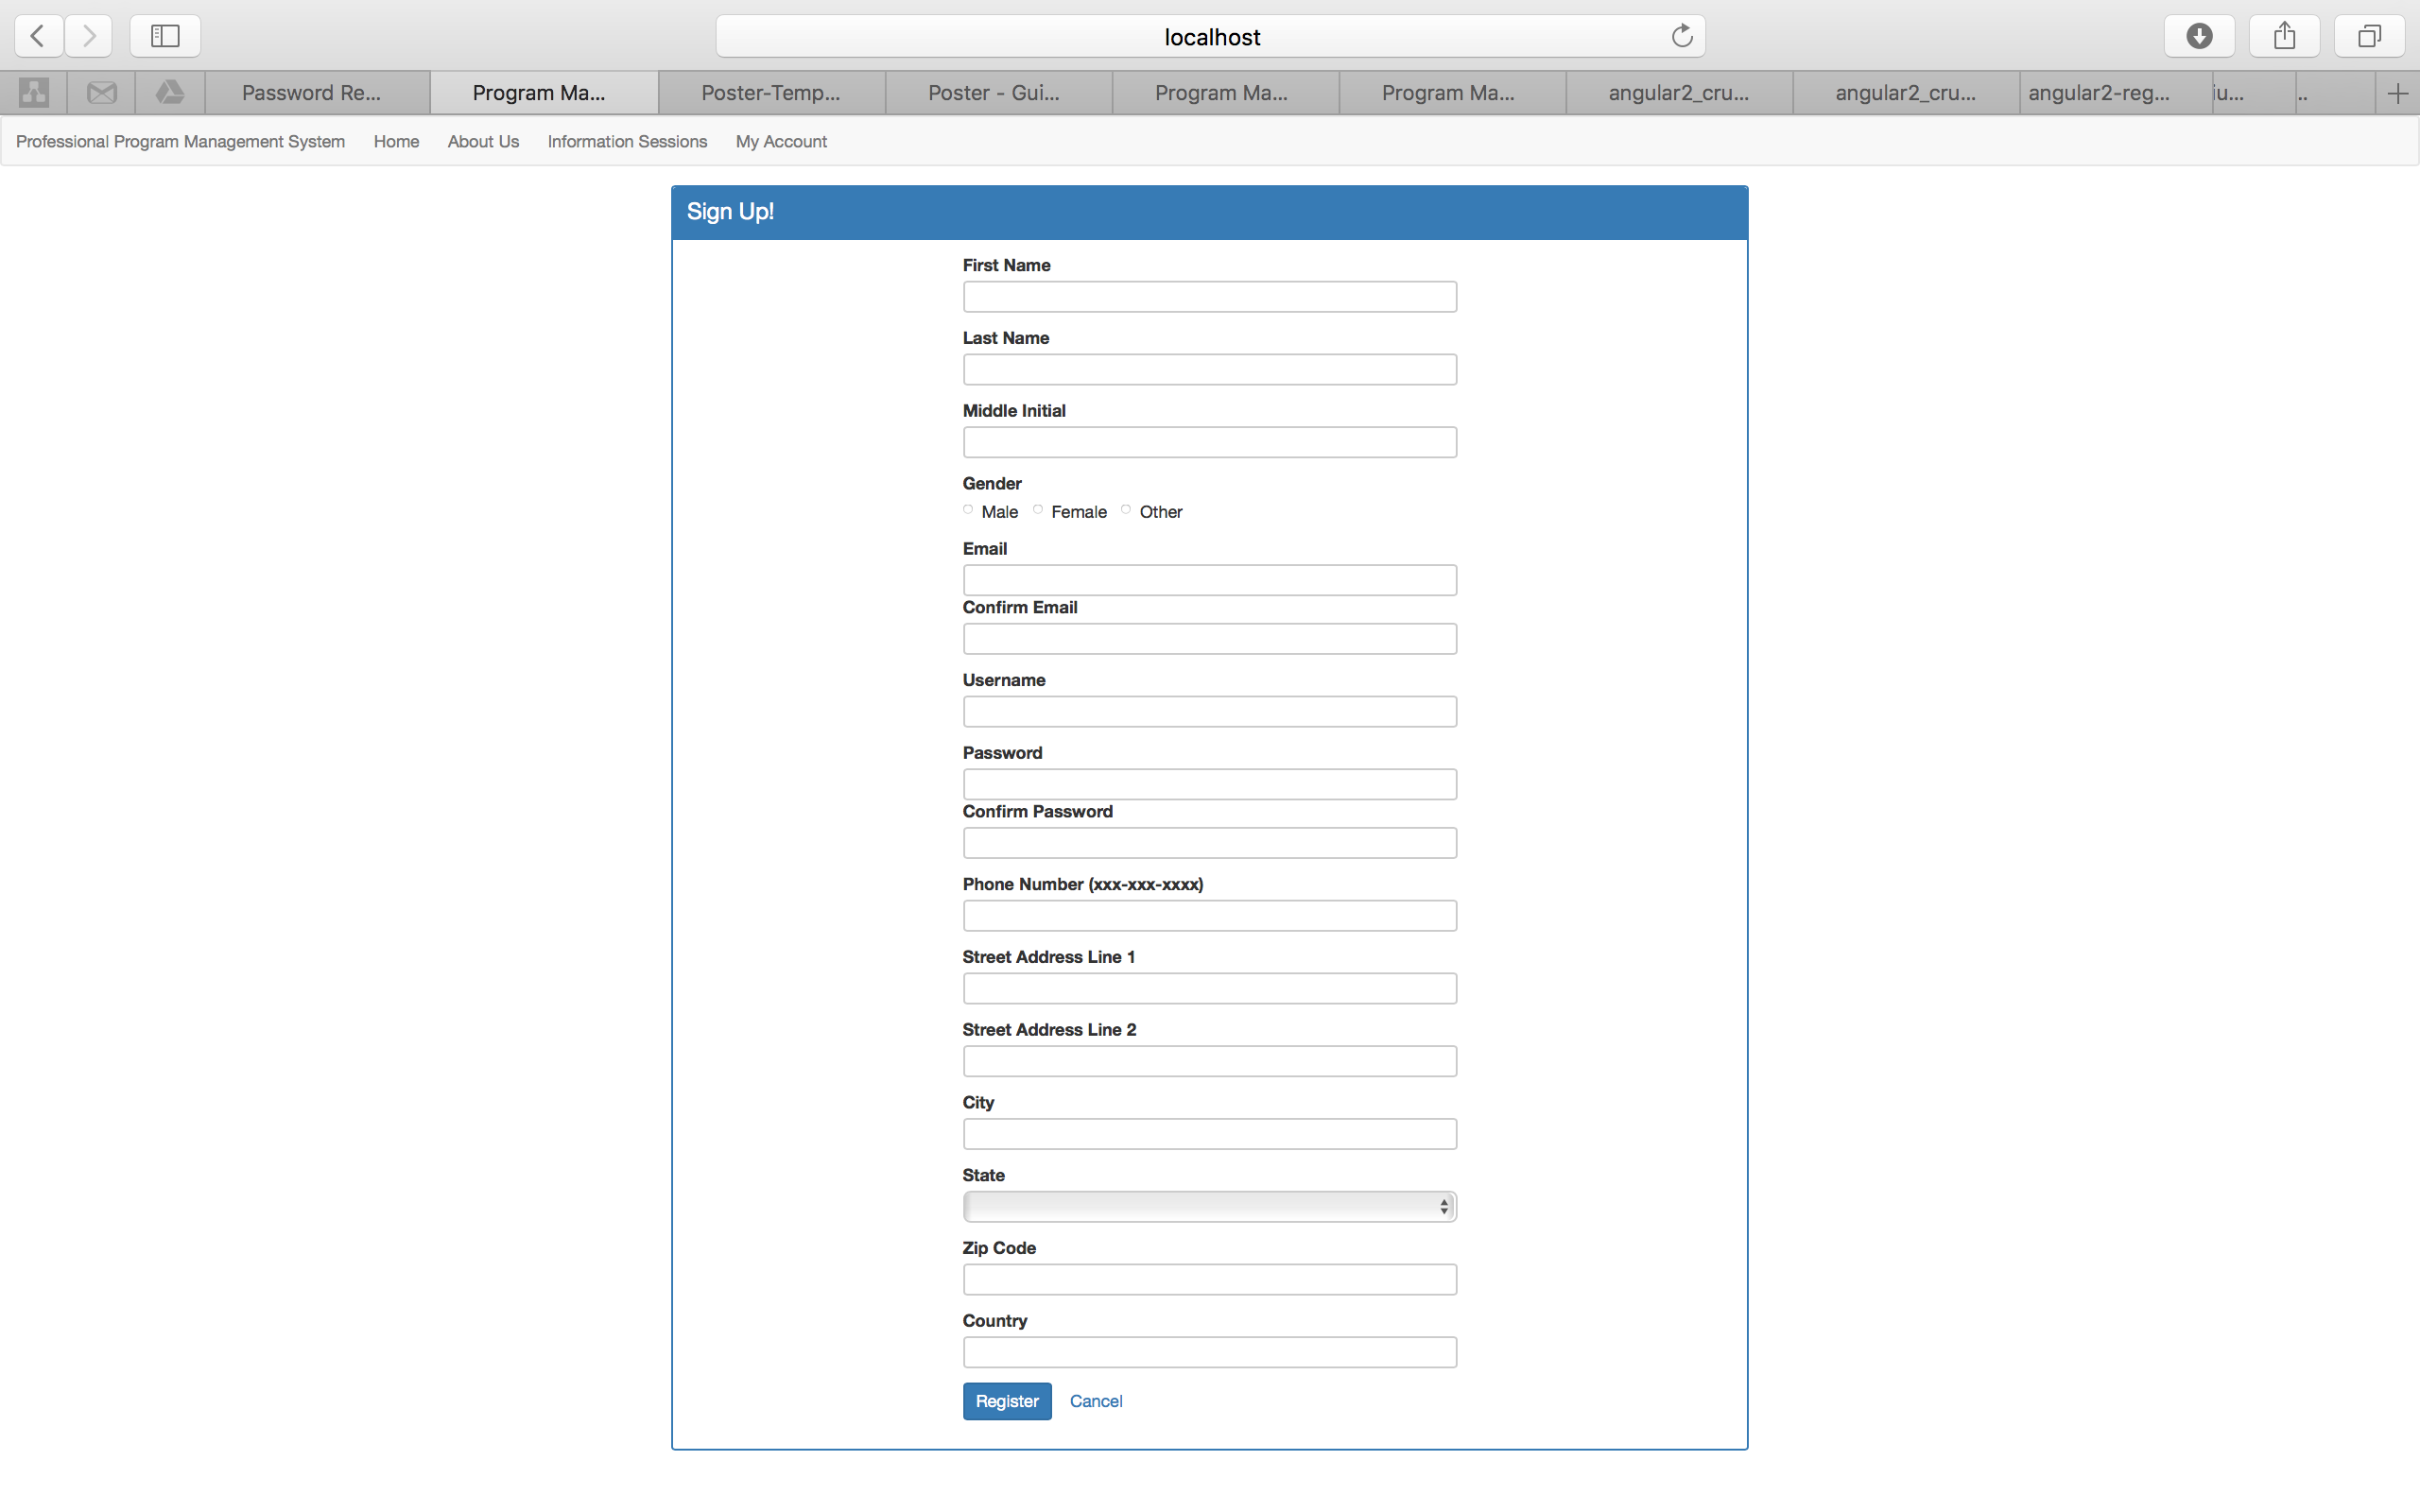 localhost
Password Re... Program Ma... Poster-Temp... Poster - Gui... Program Ma... Program Ma... angular2_cru... angular2_cru... angular2-reg... iu... ..
Professional Program Management System Home About Us Information Sessions My Account
Sign Up!
First Name
Last Name
Middle Initial
Gender
Male Female Other
Email
Confirm Email
Username
Password
Confirm Password
Phone Number (xxx-xxx-xxxx)
Street Address Line 1
Street Address Line 2
City
State
Zip Code
Country
Register Cancel